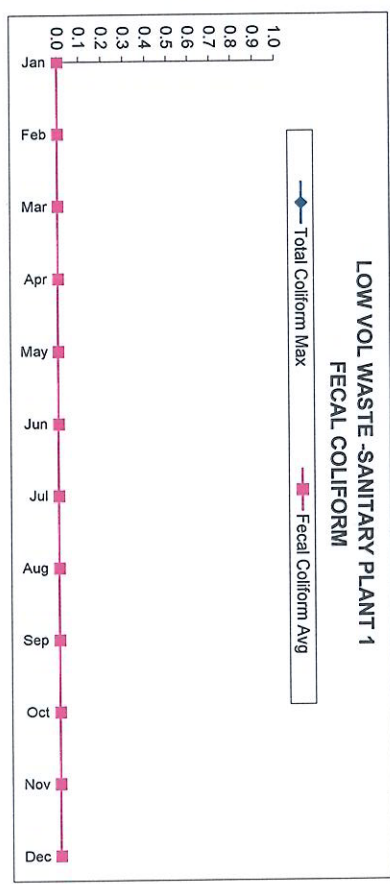 LOW VOL WASTE -SANITARY PLANT 1
FECAL COLIFORM
Total Coliform Max
Fecal Coliform Avg
1.0
0.9
0.8
0.7
0.6
0.5
0.4
0.3
0.2
0.1
0.0
Jan
Feb
Mar
Apr
May
Jun
Jul
Aug
Sep
Oct
Nov
Dec